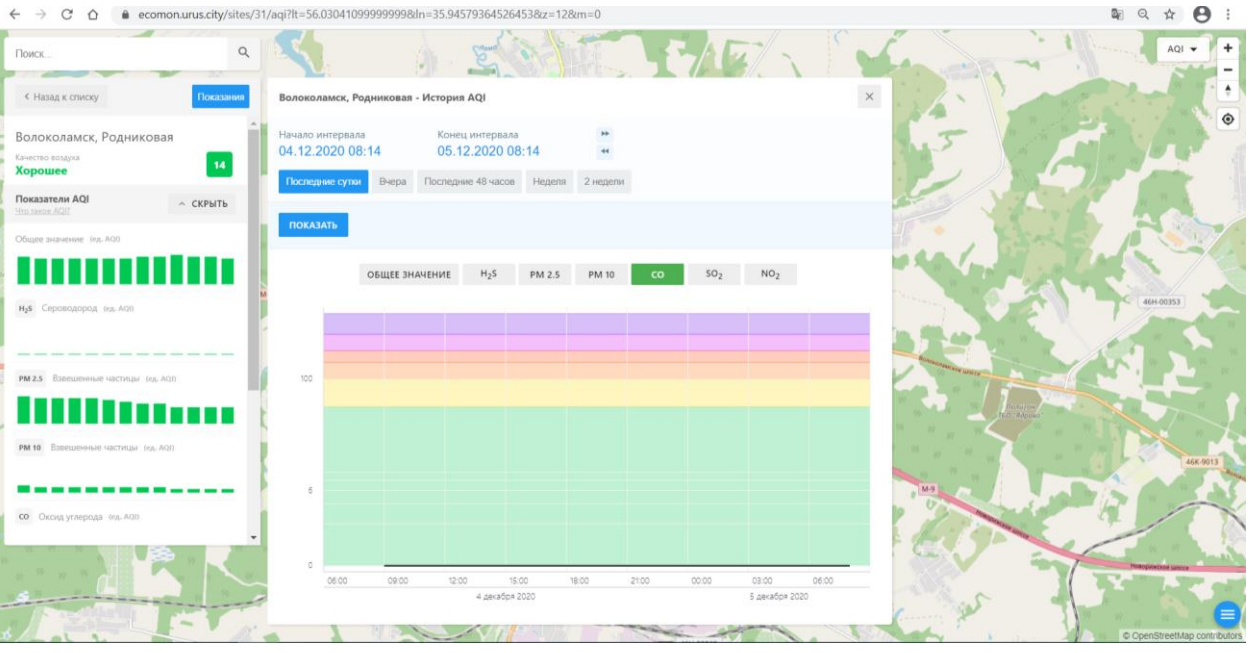 ecomon.urus.city/sites/31/aqi?lt=56.03041099999999&ln=35.94579364526453&z=12&m=0
Поиск...
AQI
Назад к списку
Показания
Волоколамск, Родниковая - История AQI
Волоколамск, Родниковая
Качество воздуха
Хорошее
14
Начало интервала
Конец интервала
04.12.2020 08:14
05.12.2020 08:14
Последние сутки
Вчера
Последние 48 часов
Неделя
2 недели
Показатели AQI
Что такое AQI?
СКРЫТЬ
ПОКАЗАТЬ
Общее значение (ед. AQI)
H₂S Сероводород (ед. AQI)
PM 2.5 Взвешенные частицы (ед. AQI)
PM 10 Взвешенные частицы (ед. AQI)
CO Оксид углерода (ед. AQI)
ОБЩЕЕ ЗНАЧЕНИЕ
H₂S
PM 2.5
PM 10
CO
SO₂
NO₂
100
6
0
06:00
09:00
12:00
15:00
18:00
21:00
00:00
03:00
06:00
4 декабря 2020
5 декабря 2020
46Н-00353
Волоколамское шоссе
Полигон
46К-9013
М-9
Новорижское шоссе
Новорижское шоссе
© OpenStreetMap contributors